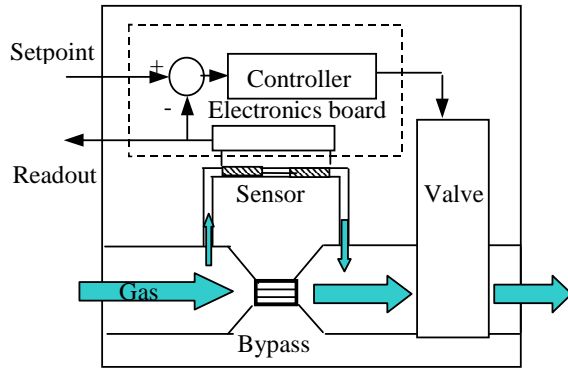 Setpoint
+
-
Controller
Electronics board
Readout
Sensor
Valve
Gas
Bypass